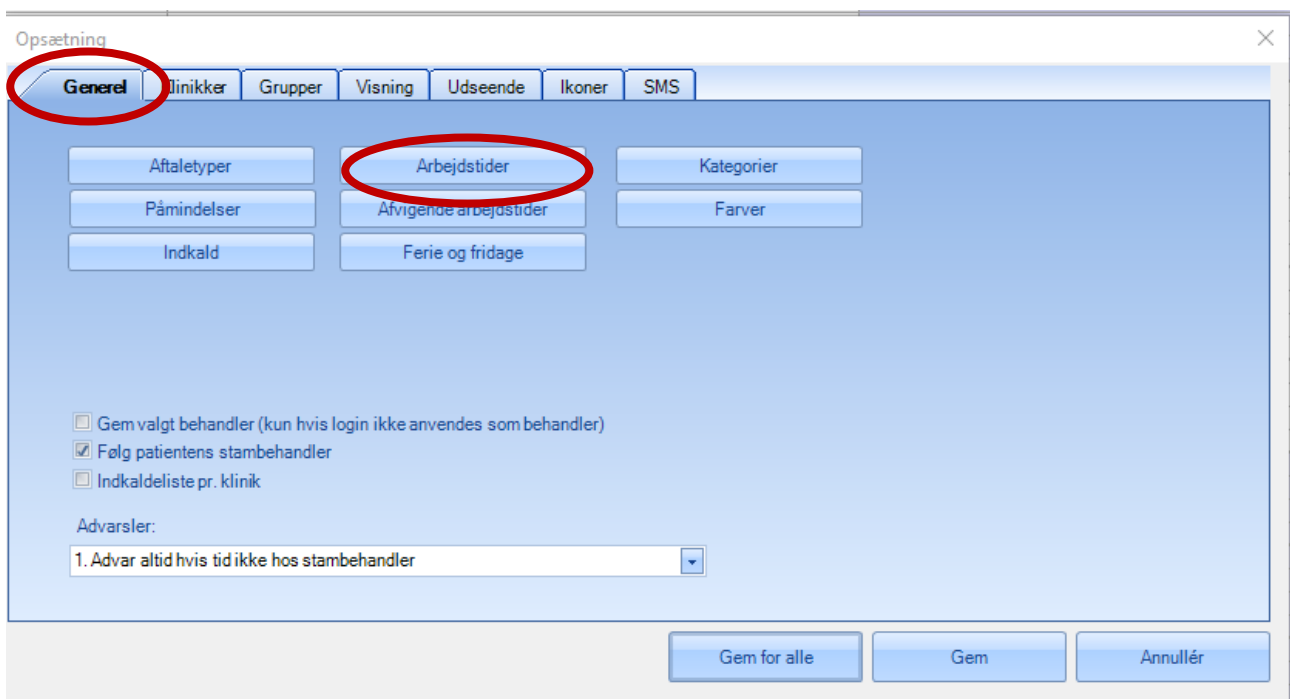 Opsætning
Generel Klinikker Grupper Visning Udseende Ikoner SMS
Aftaletyper Arbejdstider Kategorier
Påmindelser Afvigende arbejdstider Farver
Indkald Ferie og fridage
Gem valgt behandler (kun hvis login ikke anvendes som behandler)
Følg patientens stambehandler
Indkaldeliste pr. klinik
Advarsler:
1. Advar altid hvis tid ikke hos stambehandler
Gem for alle Gem Annullér